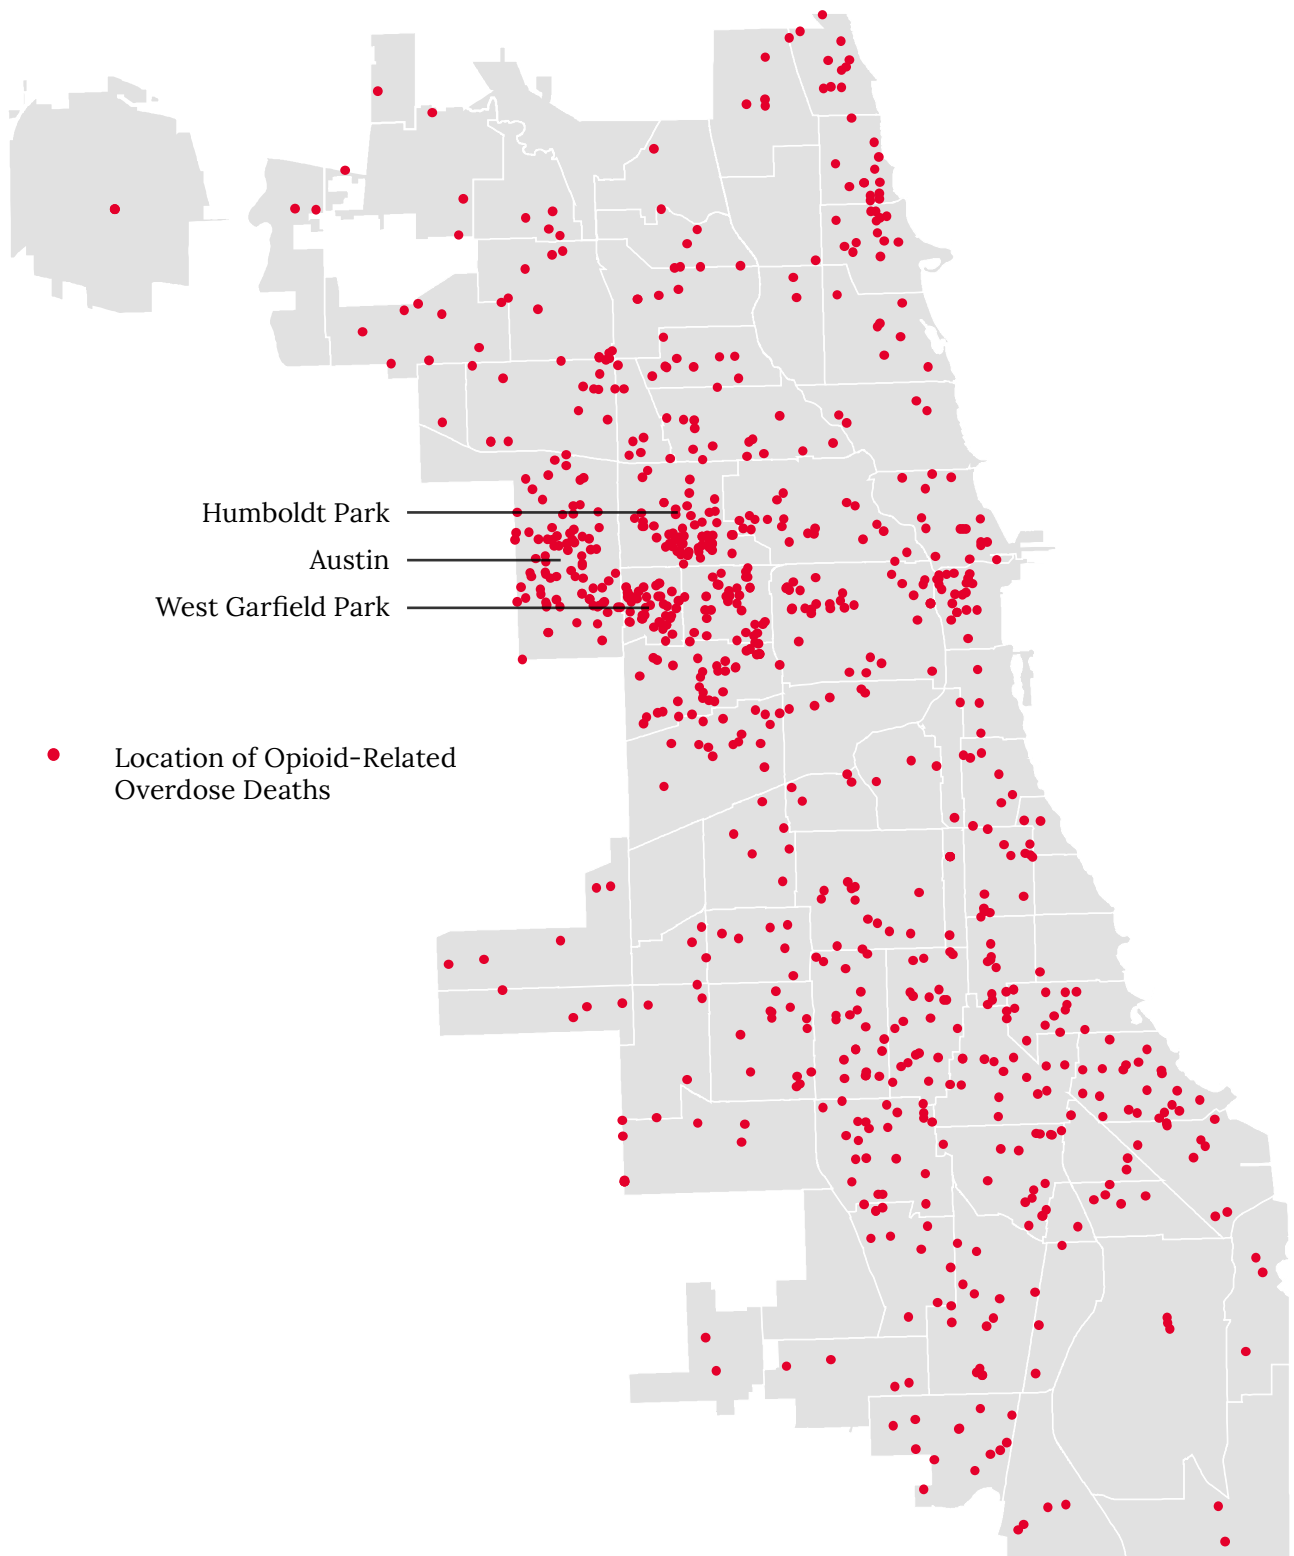 Humboldt Park
Austin
West Garfield Park
Location of Opioid-Related
Overdose Deaths